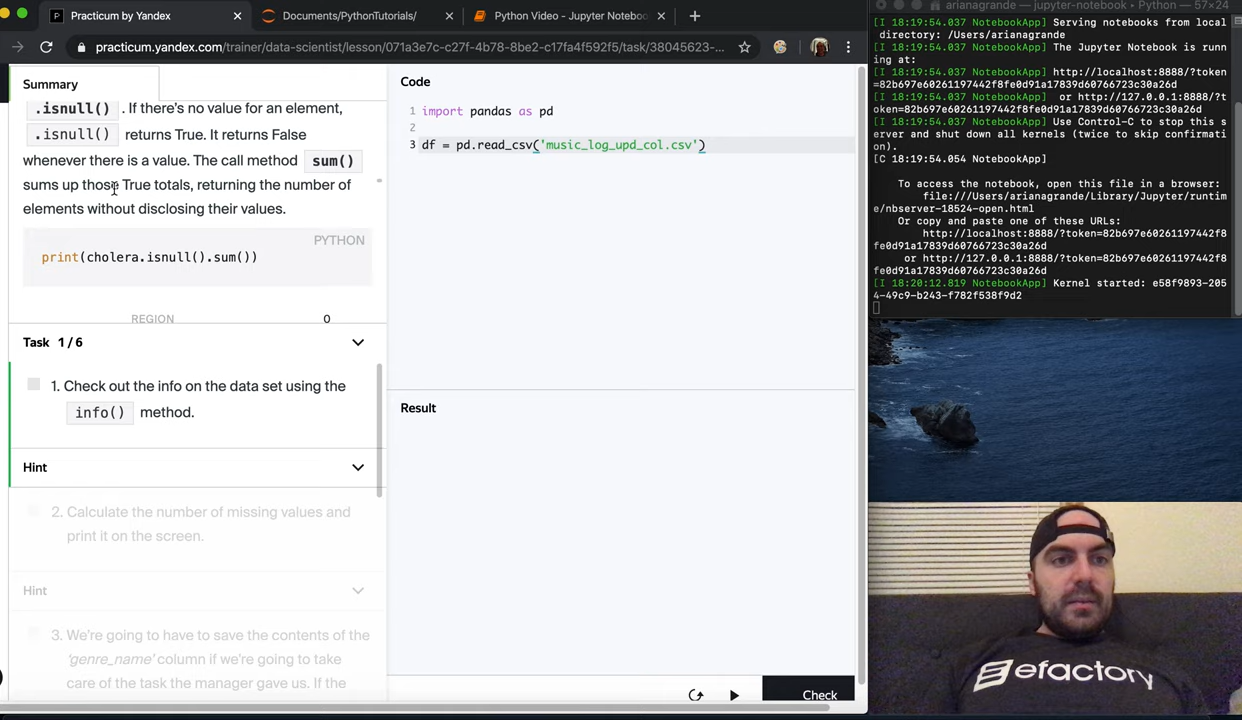 Practicum by Yandex
Documents/PythonTutorials/
Python Video - Jupyter Noteboo
practicum.yandex.com/trainer/data-scientist/lesson/071a3e7c-c27f-4b78-8be2-c17fa4f592f5/task/38045623-...
Summary
.isnull() . If there's no value for an element,
.isnull() returns True. It returns False
whenever there is a value. The call method sum()
sums up those True totals, returning the number of
elements without disclosing their values.
PYTHON
print(cholera.isnull().sum())
REGION 0
Task 1 / 6
1. Check out the info on the data set using the
info() method.
Hint
2. Calculate the number of missing values and
print it on the screen.
Hint
3. We're going to have to save the contents of the
'genre_name' column if we're going to take
care of the task the manager gave us. If the
Code
1 import pandas as pd
2
3 df = pd.read_csv('music_log_upd_col.csv')
Result
Check
arianagrande — jupyter-notebook • Python — 57×24
[I 18:19:54.037 NotebookApp] Serving notebooks from local
directory: /Users/arianagrande
[I 18:19:54.037 NotebookApp] The Jupyter Notebook is runn
ing at:
[I 18:19:54.037 NotebookApp] http://localhost:8888/?token
=82b697e60261197442f8fe0d91a17839d60766723c30a26d
[I 18:19:54.037 NotebookApp]  or http://127.0.0.1:8888/?t
oken=82b697e60261197442f8fe0d91a17839d60766723c30a26d
[I 18:19:54.037 NotebookApp] Use Control-C to stop this s
erver and shut down all kernels (twice to skip confirmati
on).
[C 18:19:54.054 NotebookApp]
To access the notebook, open this file in a browser:
file:///Users/arianagrande/Library/Jupyter/runtim
e/nbserver-18524-open.html
Or copy and paste one of these URLs:
http://localhost:8888/?token=82b697e60261197442f8
fe0d91a17839d60766723c30a26d
or http://127.0.0.1:8888/?token=82b697e60261197442f8
fe0d91a17839d60766723c30a26d
[I 18:20:12.819 NotebookApp] Kernel started: e58f9893-205
4-49c9-b243-f782f538f9d2
efactory